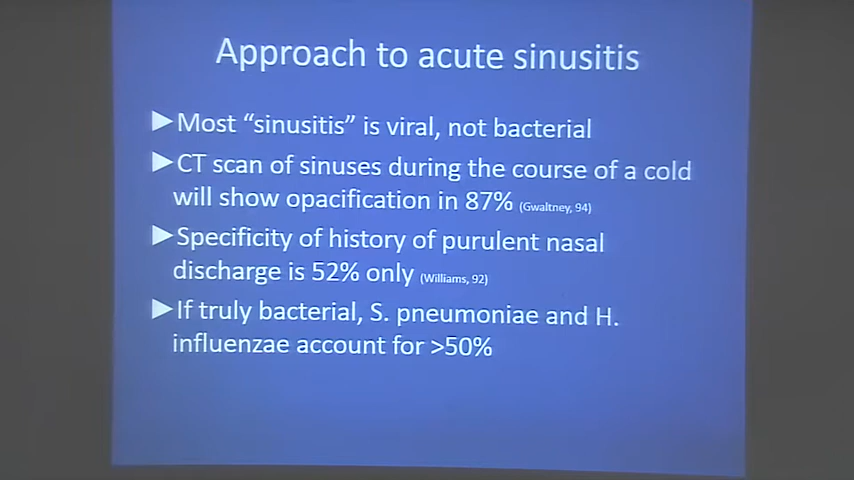 Approach to acute sinusitis
►Most “sinusitis” is viral, not bacterial
►CT scan of sinuses during the course of a cold
will show opacification in 87% (Gwaltney, 94)
►Specificity of history of purulent nasal
discharge is 52% only (Williams, 92)
►If truly bacterial, S. pneumoniae and H.
influenzae account for >50%